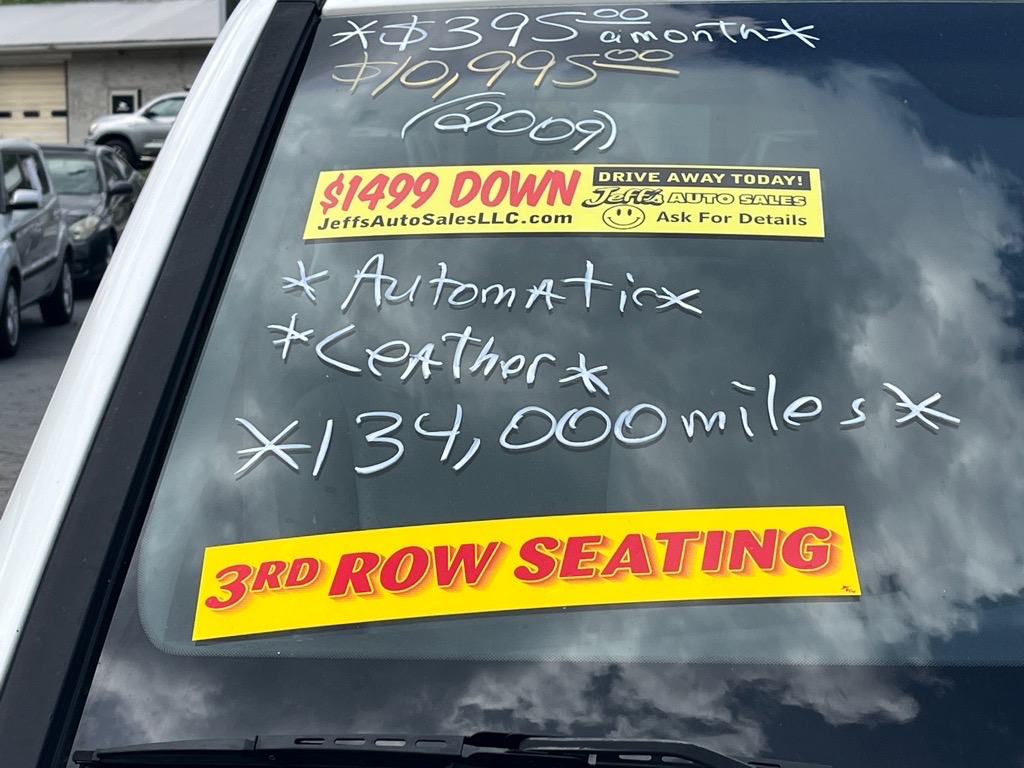 *$395.00 a month*
$10,995.00
(2009)
$1499 DOWN
JeffsAutoSalesLLC.com
DRIVE AWAY TODAY!
Jeff's AUTO SALES
Ask For Details
*Automatic*
*Leather*
*134,000 miles*
3RD ROW SEATING